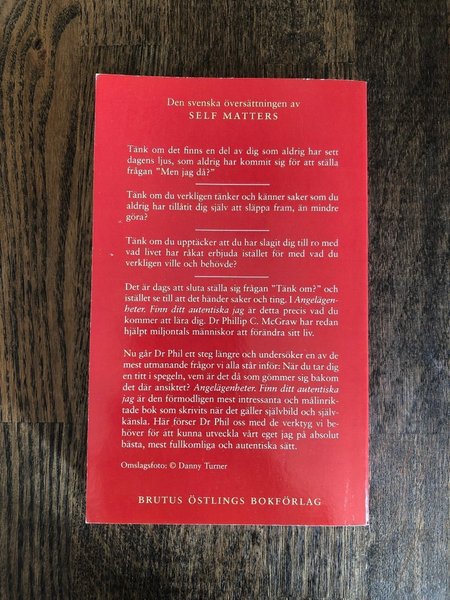 Den svenska översättningen av
SELF MATTERS
Tänk om det finns en del av dig som aldrig har sett
dagens ljus, som aldrig har kommit sig för att ställa
frågan "Men jag då?"
Tänk om du verkligen tänker och känner saker som du
aldrig har tillåtit dig själv att släppa fram, än mindre
göra?
Tänk om du upptäcker att du har slagit dig till ro med
vad livet har råkat erbjuda istället för med vad du
verkligen ville och behövde?
Det är dags att sluta ställa sig frågan "Tänk om?" och
istället se till att det händer saker och ting. I Angelägen-
heter. Finn ditt autentiska jag är detta precis vad du
kommer att lära dig. Dr Phillip C. McGraw har redan
hjälpt miljontals människor att förändra sitt liv.
Nu går Dr Phil ett steg längre och undersöker en av de
mest utmanande frågor vi alla står inför: När du tar dig
en titt i spegeln, vem är det då som gömmer sig bakom
det där ansiktet? Angelägenheter. Finn ditt autentiska
jag är den förmodligen mest intressanta och målinrik-
tade bok som skrivits när det gäller självbild och själv-
känsla. Här förser Dr Phil oss med de verktyg vi be-
höver för att kunna utveckla vårt eget jag på absolut
bästa, mest fullkomliga och autentiska sätt.
Omslagsfoto: © Danny Turner
BRUTUS ÖSTLINGS BOKFÖRLAG